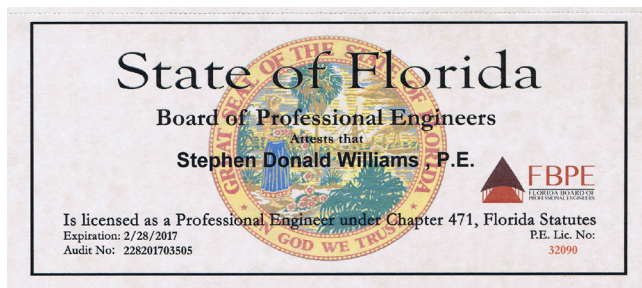 State of Florida
Board of Professional Engineers
Attests that
Stephen Donald Williams , P.E.
FBPE
FLORIDA BOARD OF
PROFESSIONAL ENGINEERS
Is licensed as a Professional Engineer under Chapter 471, Florida Statutes
Expiration: 2/28/2017
P.E. Lic. No:
Audit No: 228201703505
32090
GREAT SEAL OF THE STATE OF FLORIDA
IN GOD WE TRUST